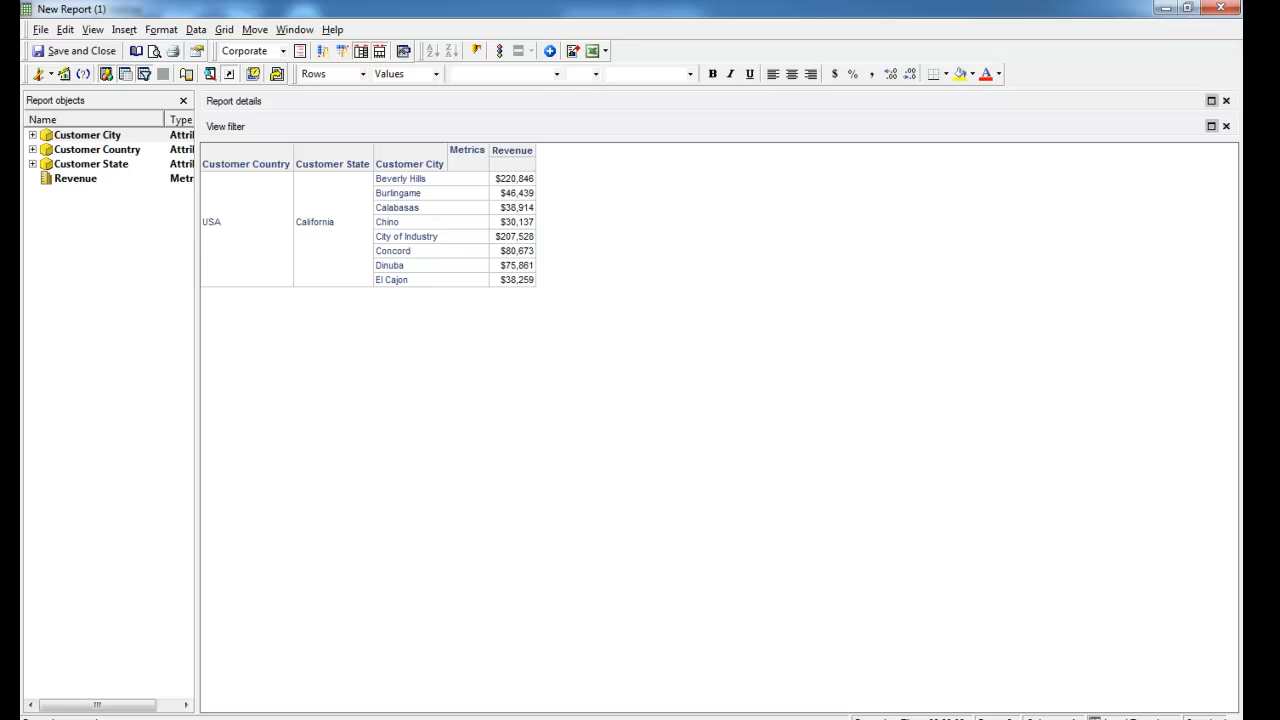 New Report (1)
File Edit View Insert Format Data Grid Move Window Help
Save and Close Corporate
Rows Values B I U $ % ,
Report objects
Name Type
Customer City Attri
Customer Country Attri
Customer State Attri
Revenue Metr
Report details
View filter
Metrics Revenue
Customer Country Customer State Customer City
Beverly Hills $220,846
Burlingame $46,439
Calabasas $38,914
USA California Chino $30,137
City of Industry $207,528
Concord $80,673
Dinuba $75,861
El Cajon $38,259